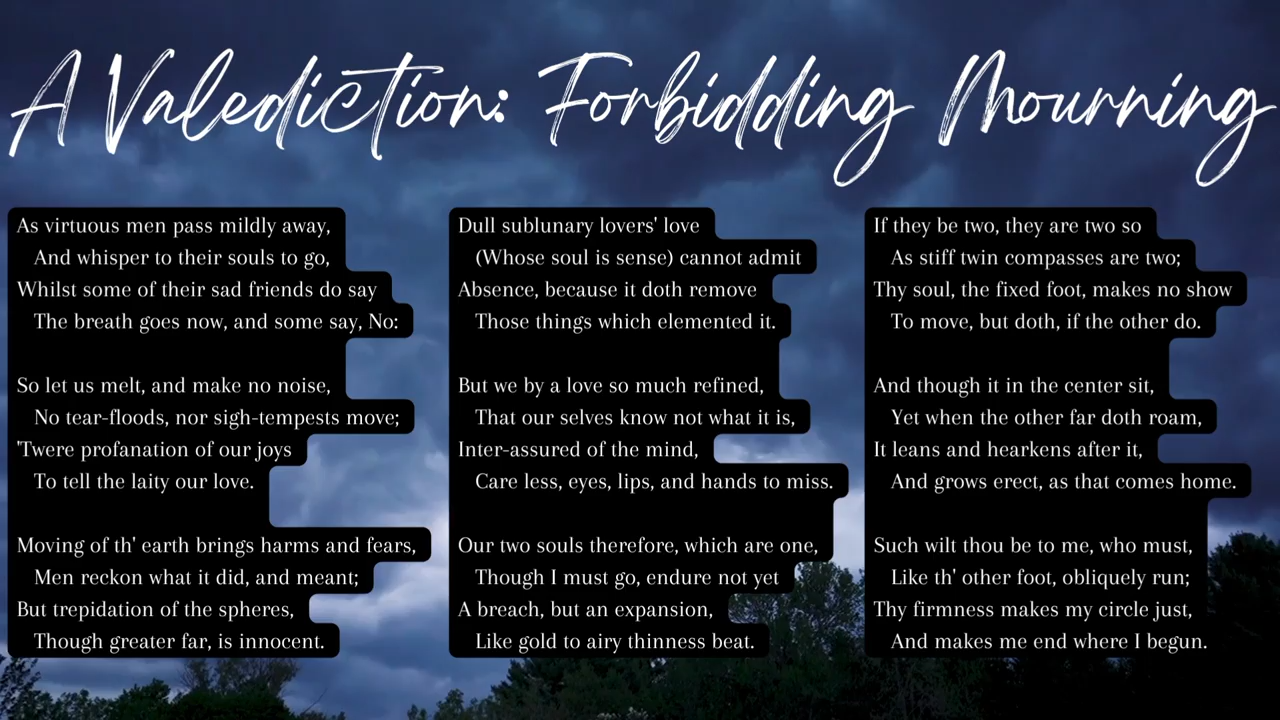 A Valediction: Forbidding Mourning
As virtuous men pass mildly away,
And whisper to their souls to go,
Whilst some of their sad friends do say
The breath goes now, and some say, No:
So let us melt, and make no noise,
No tear-floods, nor sigh-tempests move;
'Twere profanation of our joys
To tell the laity our love.
Moving of th' earth brings harms and fears,
Men reckon what it did, and meant;
But trepidation of the spheres,
Though greater far, is innocent.
Dull sublunary lovers' love
(Whose soul is sense) cannot admit
Absence, because it doth remove
Those things which elemented it.
But we by a love so much refined,
That our selves know not what it is,
Inter-assured of the mind,
Care less, eyes, lips, and hands to miss.
Our two souls therefore, which are one,
Though I must go, endure not yet
A breach, but an expansion,
Like gold to airy thinness beat.
If they be two, they are two so
As stiff twin compasses are two;
Thy soul, the fixed foot, makes no show
To move, but doth, if the other do.
And though it in the center sit,
Yet when the other far doth roam,
It leans and hearkens after it,
And grows erect, as that comes home.
Such wilt thou be to me, who must,
Like th' other foot, obliquely run;
Thy firmness makes my circle just,
And makes me end where I begun.